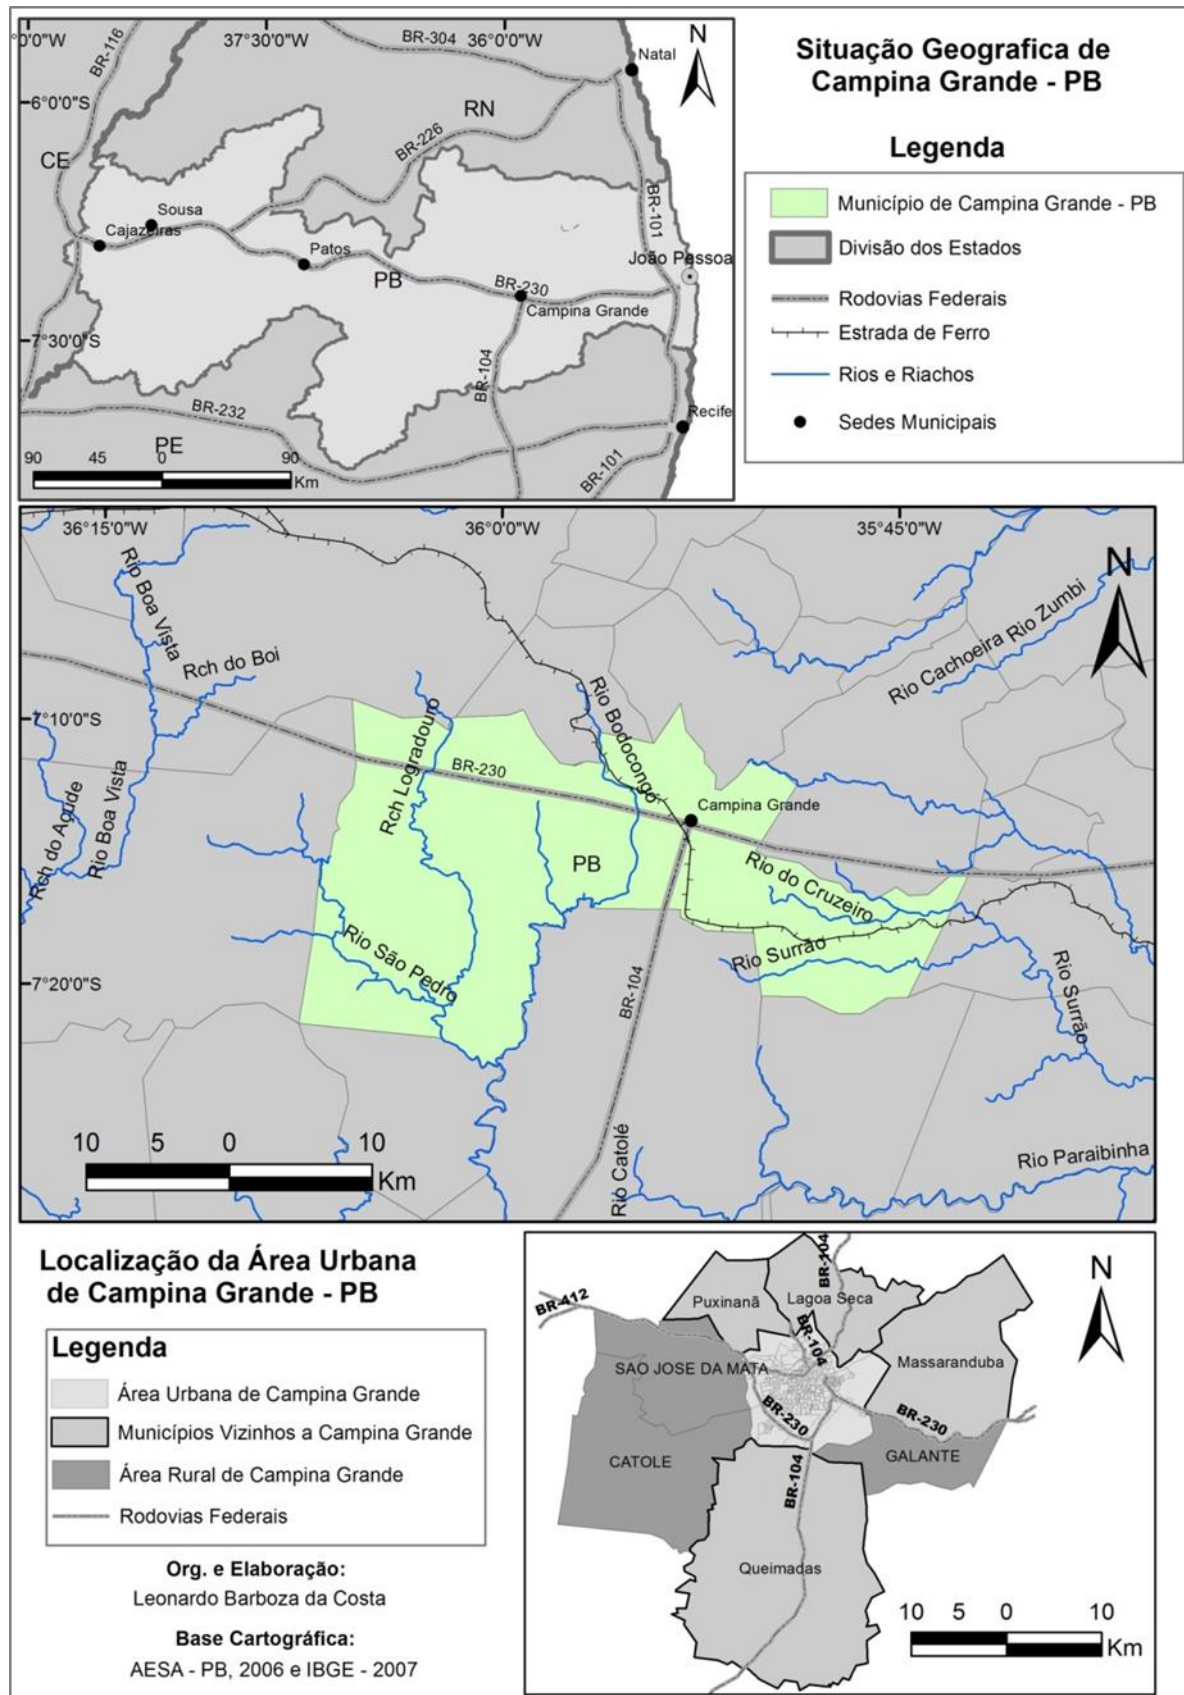 °0'0"W
37°30'0"W
36°0'0"W
N
BR-116
BR-304
Natal
6°0'0"S
RN
CE
BR-226
BR-101
Sousa
Cajazeiras
Patos
João Pessoa
PB
BR-230
Campina Grande
7°30'0"S
BR-104
BR-232
Recife
PE
BR-101
90 45 0 90
Km
Situação Geografica de
Campina Grande - PB
Legenda
Município de Campina Grande - PB
Divisão dos Estados
Rodovias Federais
Estrada de Ferro
Rios e Riachos
Sedes Municipais
36°15'0"W
36°0'0"W
35°45'0"W
N
Rio Boa Vista
Rch do Boi
Rio Zumbi
Rio Cachoeira
7°10'0"S
Rio Bodocongó
Rch Logradouro
BR-230
Campina Grande
Rch do Açude
Rio Boa Vista
PB
Rio do Cruzeiro
Rio São Pedro
Rio Surrão
7°20'0"S
BR-104
Rio Surrão
Rio Catolé
Rio Paraibinha
10 5 0 10
Km
Localização da Área Urbana
de Campina Grande - PB
Legenda
Área Urbana de Campina Grande
Municípios Vizinhos a Campina Grande
Área Rural de Campina Grande
Rodovias Federais
Org. e Elaboração:
Leonardo Barboza da Costa
Base Cartográfica:
AESA - PB, 2006 e IBGE - 2007
BR-104
N
BR-412
Puxinanã
Lagoa Seca
BR-104
SAO JOSE DA MATA
Massaranduba
BR-230
BR-230
CATOLE
GALANTE
BR-104
Queimadas
10 5 0 10
Km